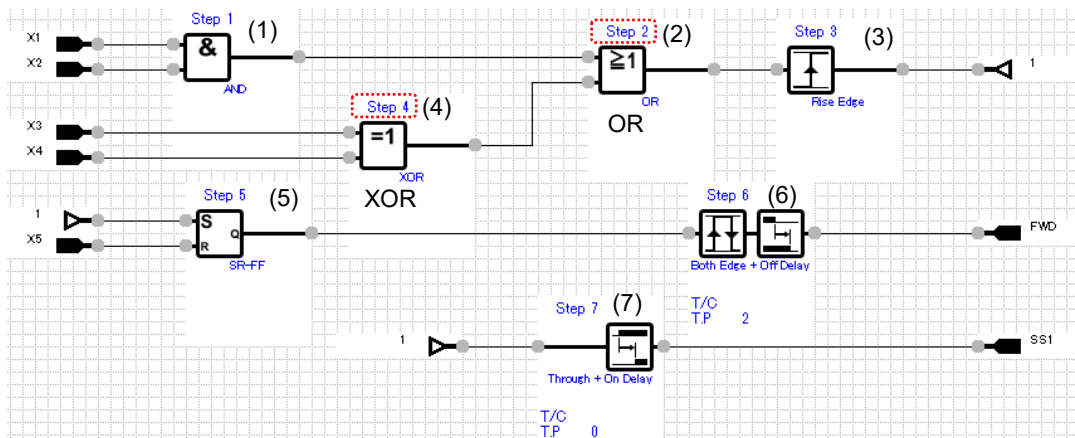 Step 1
(1)
X1
X2
&
AND
Step 2
(2)
≧1
OR
OR
Step 3
(3)
Rise Edge
1
Step 4
(4)
X3
X4
=1
XOR
XOR
Step 5
(5)
1
X5
S
R
Q
SR-FF
Step 6
(6)
Both Edge + Off Delay
FWD
T/C
T.P 2
Step 7
(7)
1
Through + On Delay
SS1
T/C
T.P 0